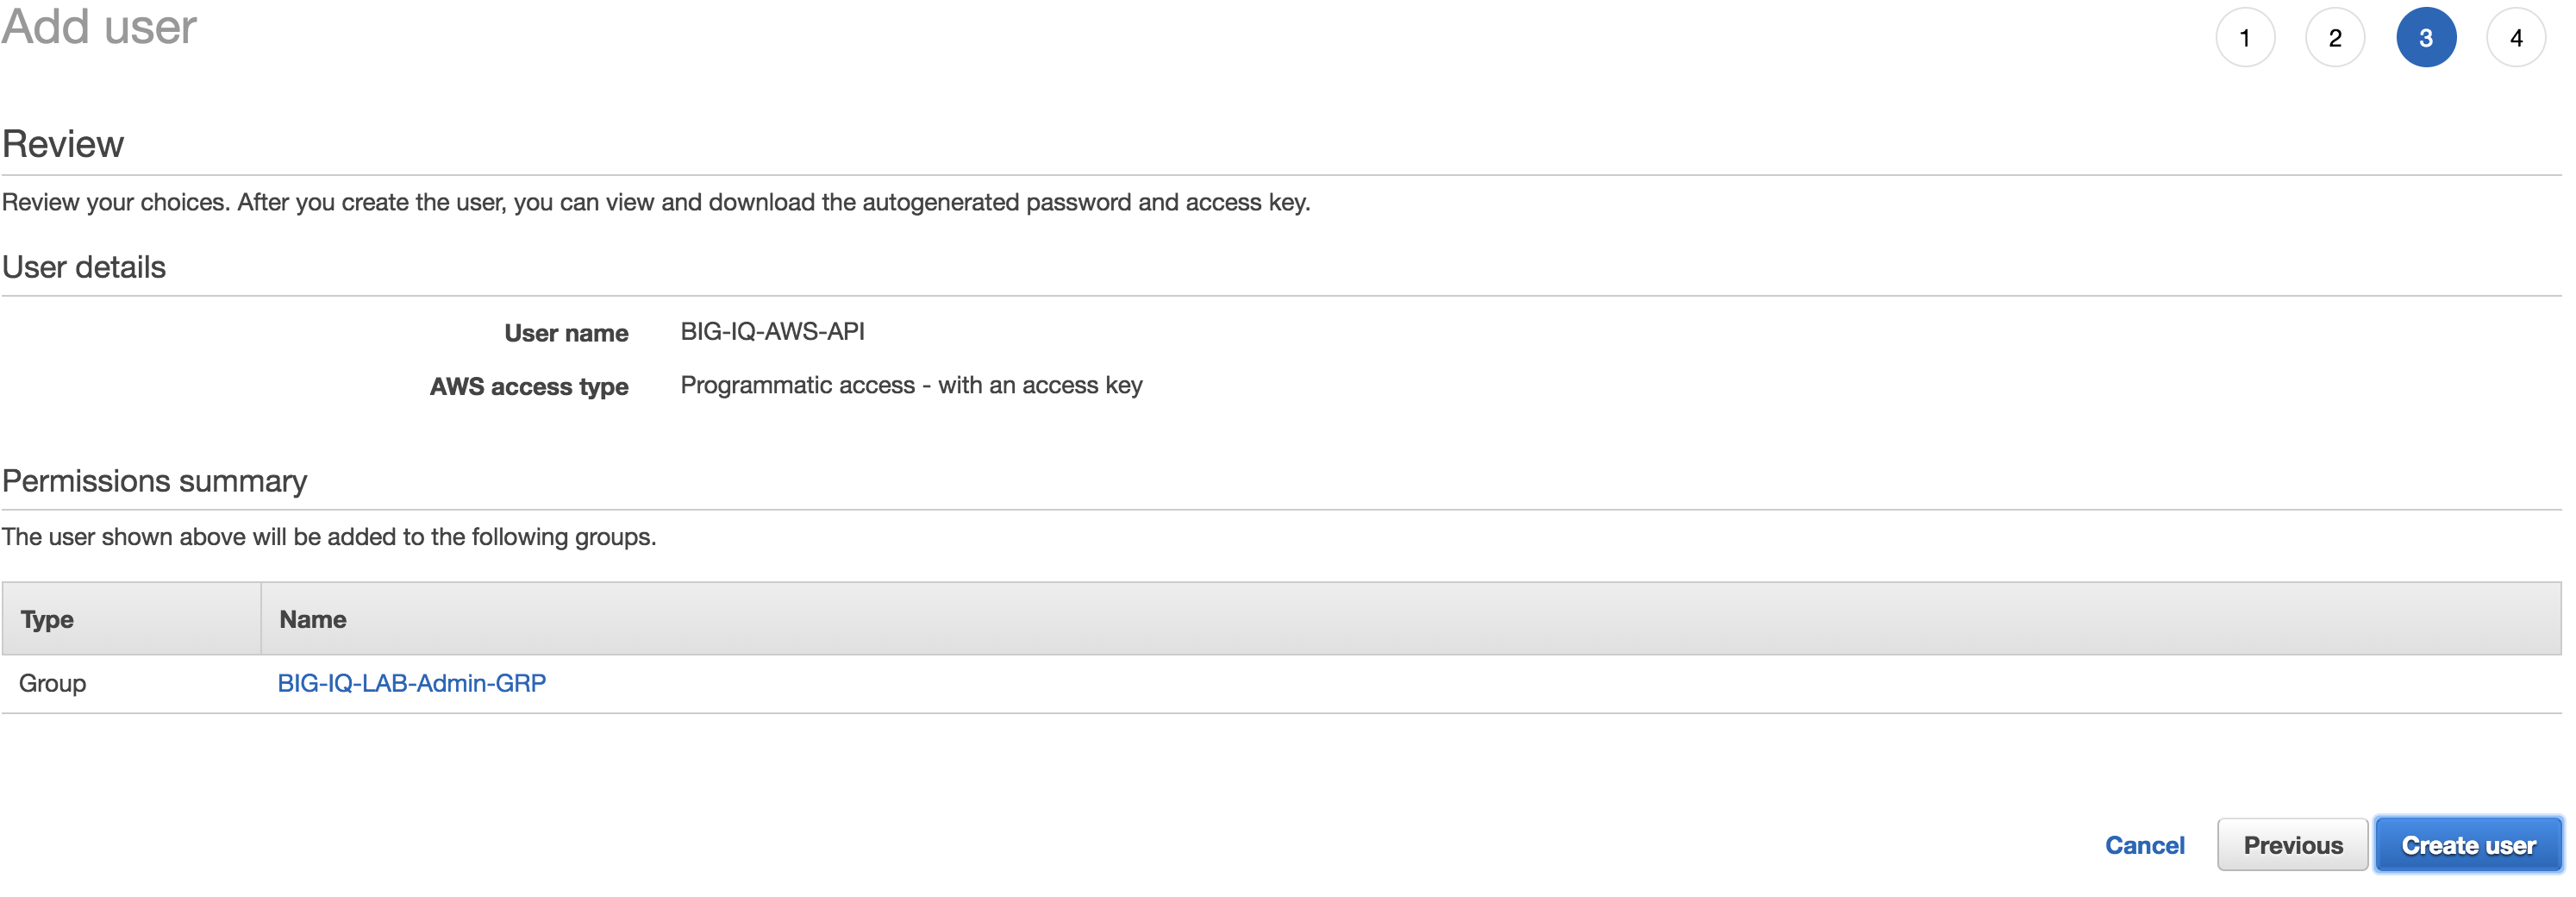 Add user
1 2 3 4
Review
Review your choices. After you create the user, you can view and download the autogenerated password and access key.
User details
User name BIG-IQ-AWS-API
AWS access type Programmatic access - with an access key
Permissions summary
The user shown above will be added to the following groups.
Type Name
Group BIG-IQ-LAB-Admin-GRP
Cancel Previous Create user